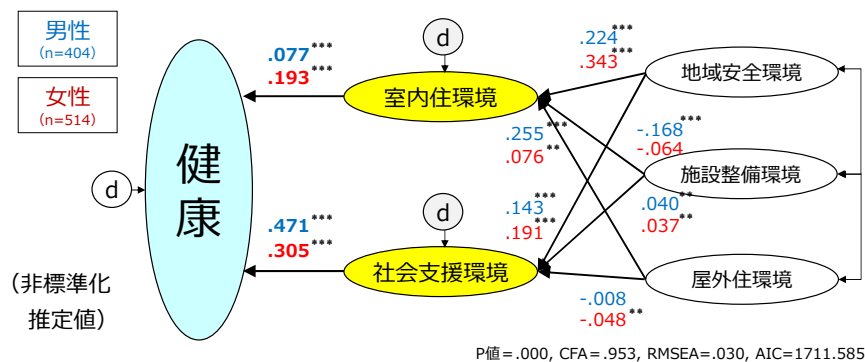 男性
(n=404)
女性
(n=514)
健康
d
(非標準化
推定値)
.077***
.193***
d
室内住環境
.471***
.305***
d
社会支援環境
.224***
.343***
.255***
.076**
-.168***
-.064
.143***
.191***
.040**
.037**
-.008
-.048**
地域安全環境
施設整備環境
屋外住環境
P値=.000, CFA=.953, RMSEA=.030, AIC=1711.585